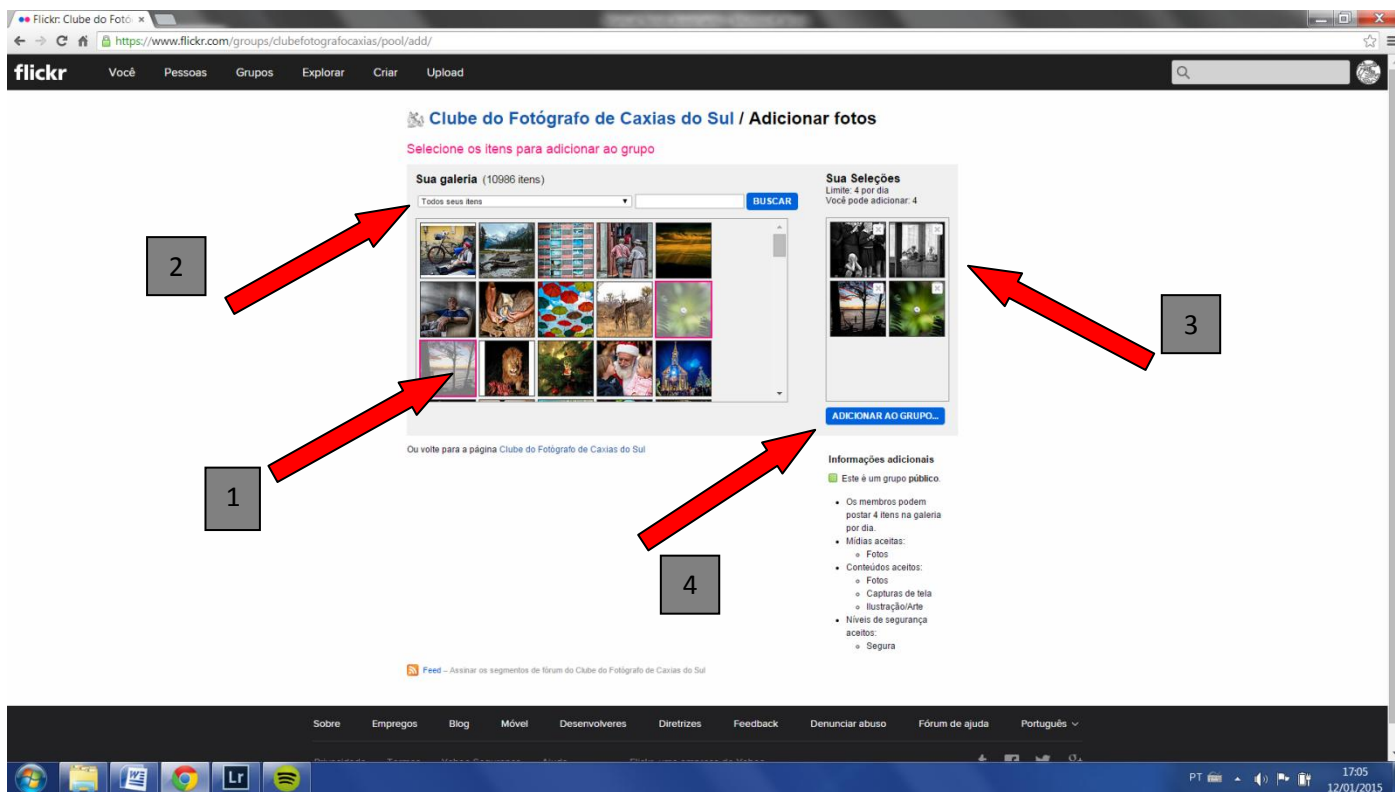 Flickr: Clube do Fotó
https://www.flickr.com/groups/clubefotografocaxias/pool/add/
flickr Você Pessoas Grupos Explorar Criar Upload
Clube do Fotógrafo de Caxias do Sul / Adicionar fotos
Selecione os itens para adicionar ao grupo
Sua galeria (10986 itens)
Todos seus itens
BUSCAR
Sua Seleções
Limite: 4 por dia
Você pode adicionar: 4
2
3
ADICIONAR AO GRUPO...
Ou volte para a página Clube do Fotógrafo de Caxias do Sul
1
4
Informações adicionais
Este é um grupo público.
• Os membros podem
postar 4 itens na galeria
por dia.
• Mídias aceitas:
Fotos
• Conteúdos aceitos:
Fotos
Capturas de tela
Ilustração/Arte
• Níveis de segurança
aceitos:
Segura
Feed – Assinar os segmentos de fórum do Clube do Fotógrafo de Caxias do Sul
Sobre Empregos Blog Móvel Desenvolveres Diretrizes Feedback Denunciar abuso Fórum de ajuda Português
Lr
PT
17:05
12/01/2015